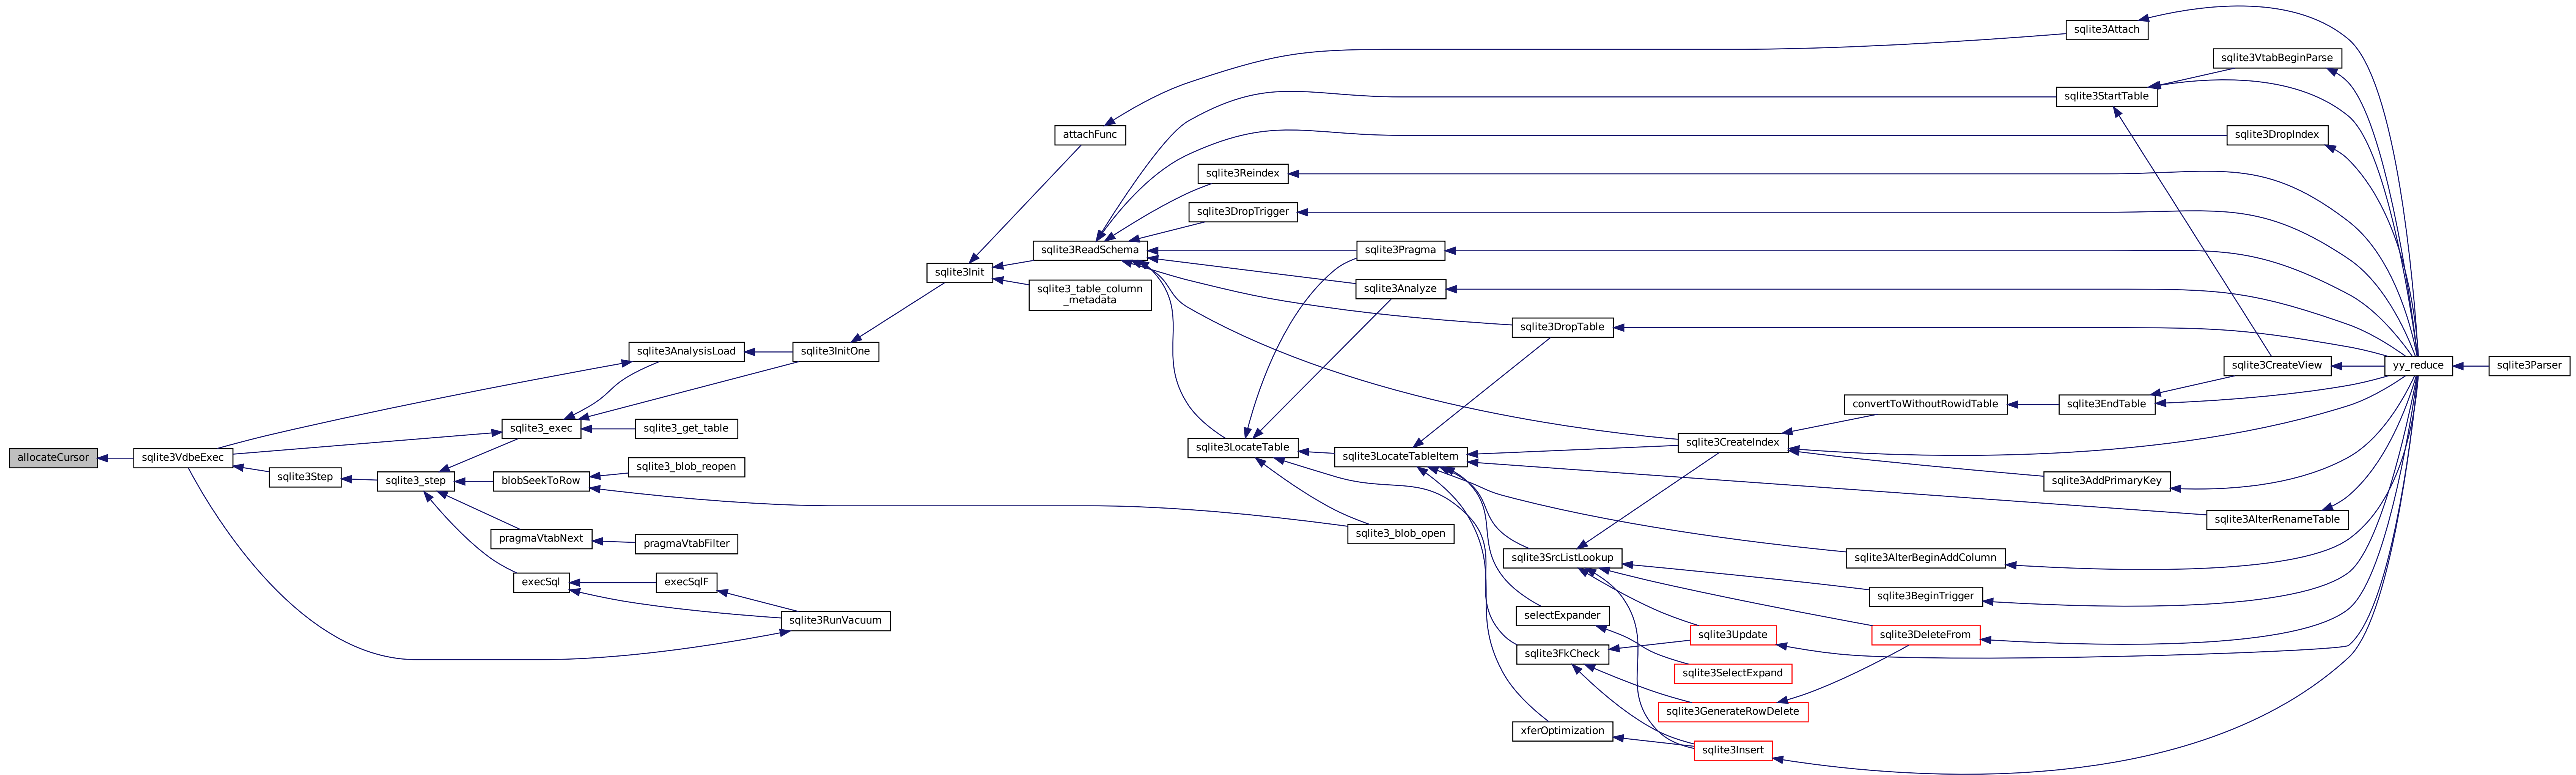 allocateCursor
sqlite3VdbeExec
sqlite3AnalysisLoad
sqlite3InitOne
sqlite3_exec
sqlite3_get_table
sqlite3Step
sqlite3_step
blobSeekToRow
sqlite3_blob_reopen
pragmaVtabNext
pragmaVtabFilter
execSql
execSqlF
sqlite3RunVacuum
sqlite3Init
attachFunc
sqlite3ReadSchema
sqlite3_table_column
_metadata
sqlite3Reindex
sqlite3DropTrigger
sqlite3LocateTable
sqlite3Pragma
sqlite3Analyze
sqlite3LocateTableItem
sqlite3_blob_open
sqlite3DropTable
sqlite3SrcListLookup
selectExpander
sqlite3FkCheck
xferOptimization
sqlite3CreateIndex
sqlite3Update
sqlite3SelectExpand
sqlite3GenerateRowDelete
sqlite3Insert
convertToWithoutRowidTable
sqlite3AlterBeginAddColumn
sqlite3BeginTrigger
sqlite3DeleteFrom
sqlite3Attach
sqlite3StartTable
sqlite3EndTable
sqlite3AddPrimaryKey
sqlite3VtabBeginParse
sqlite3DropIndex
sqlite3CreateView
sqlite3AlterRenameTable
yy_reduce
sqlite3Parser